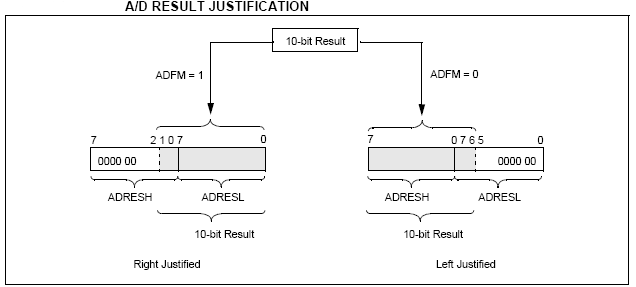 A/D RESULT JUSTIFICATION
10-bit Result
ADFM = 1
ADFM = 0
7 2 1 0 7 0
7 0 7 6 5 0
0000 00
0000 00
ADRESH ADRESL
ADRESH ADRESL
10-bit Result
10-bit Result
Right Justified
Left Justified